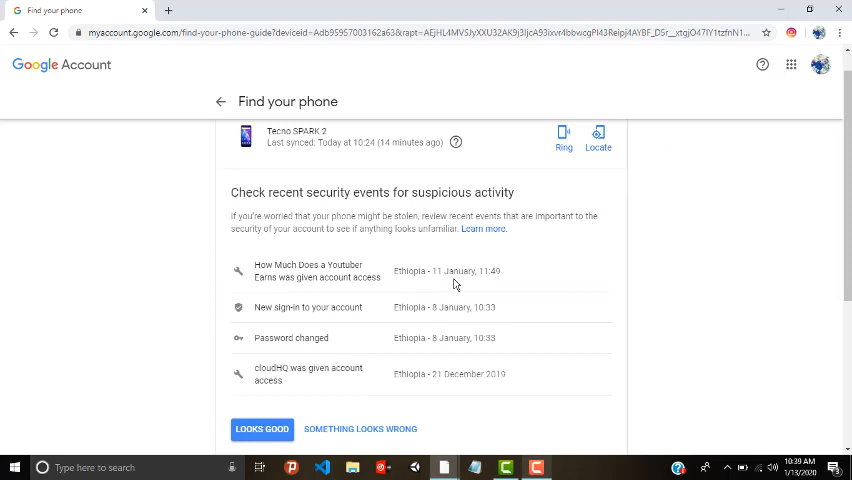 Find your phone
myaccount.google.com/find-your-phone-guide?deviceid=Adb95957003162a63&rapt=AEjHL4MVSJyXXU32AK9j3ljcA93ixvr4bbwcgPl43Reipj4AYBF_D5r__xtgjO47IY1tzfnN1...
Google Account
Find your phone
Tecno SPARK 2
Last synced: Today at 10:24 (14 minutes ago)
Ring
Locate
Check recent security events for suspicious activity
If you're worried that your phone might be stolen, review recent events that are important to the
security of your account to see if anything looks unfamiliar. Learn more.
How Much Does a Youtuber
Earns was given account access
Ethiopia - 11 January, 11:49
New sign-in to your account
Ethiopia - 8 January, 10:33
Password changed
Ethiopia - 8 January, 10:33
cloudHQ was given account
access
Ethiopia - 21 December 2019
LOOKS GOOD
SOMETHING LOOKS WRONG
Type here to search
10:39 AM
1/13/2020
3